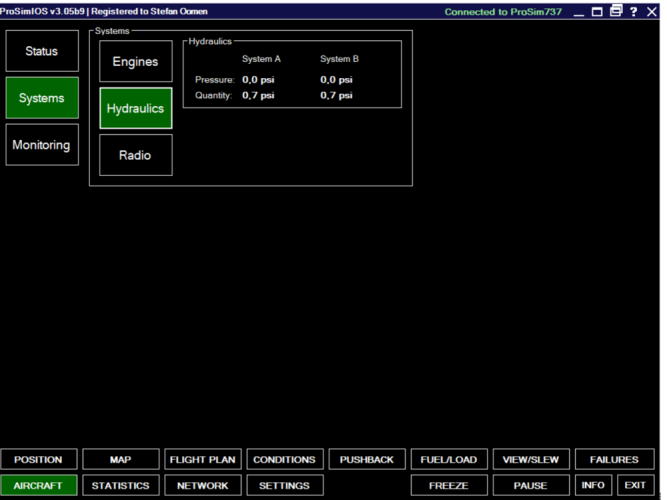 ProSimIOS v3.05b9 | Registered to Stefan Oomen Connected to ProSim737 ?
Status
Systems
Monitoring
Systems
Engines
Hydraulics
Radio
Hydraulics
System A System B
Pressure: 0,0 psi 0,0 psi
Quantity: 0,7 psi 0,7 psi
POSITION MAP FLIGHT PLAN CONDITIONS PUSHBACK FUEL/LOAD VIEW/SLEW FAILURES
AIRCRAFT STATISTICS NETWORK SETTINGS FREEZE PAUSE INFO EXIT